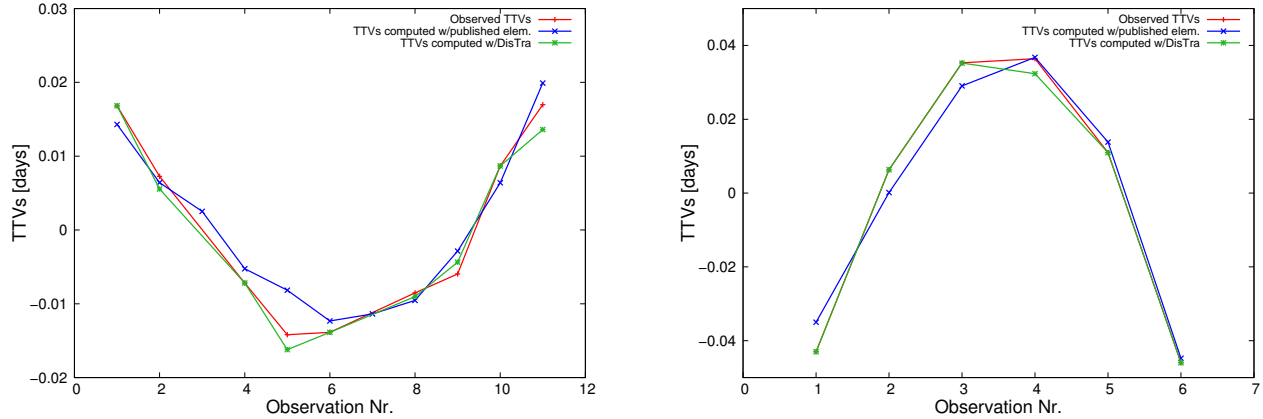 0.03
0.02
0.01
0
−0.01
−0.02
TTVs [days]
0 2 4 6 8 10 12
Observation Nr.
Observed TTVs
TTVs computed w/published elem.
TTVs computed w/DisTra
0.04
0.02
0
−0.02
−0.04
TTVs [days]
0 1 2 3 4 5 6 7
Observation Nr.
Observed TTVs
TTVs computed w/published elem.
TTVs computed w/DisTra